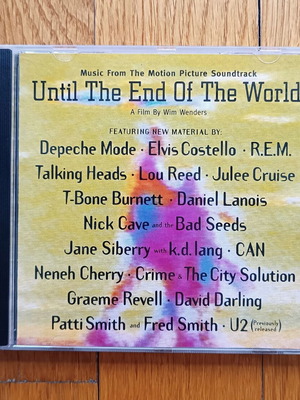 Music From The Motion Picture Soundtrack
Until The End Of The World
A Film By Wim Wenders
FEATURING NEW MATERIAL BY:
Depeche Mode · Elvis Costello · R.E.M.
Talking Heads · Lou Reed · Julee Cruise
T-Bone Burnett · Daniel Lanois
Nick Cave and the Bad Seeds
Jane Siberry with k.d. lang · CAN
Neneh Cherry · Crime & The City Solution
Graeme Revell · David Darling
Patti Smith and Fred Smith · U2 (Previously released)